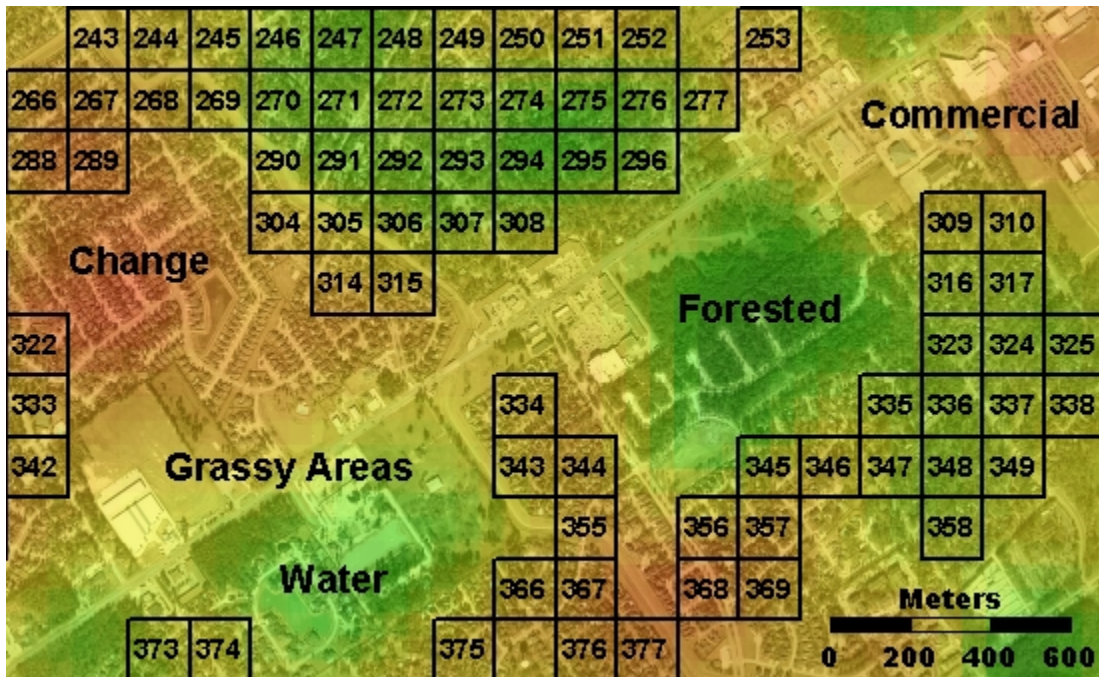 243 244 245 246 247 248 249 250 251 252 253
266 267 268 269 270 271 272 273 274 275 276 277
Commercial
288 289 290 291 292 293 294 295 296
304 305 306 307 308 309 310
Change
314 315 316 317
Forested
322 323 324 325
333 334 335 336 337 338
342 Grassy Areas 343 344 345 346 347 348 349
355 356 357 358
Water
366 367 368 369
Meters
373 374 375 376 377
0 200 400 600